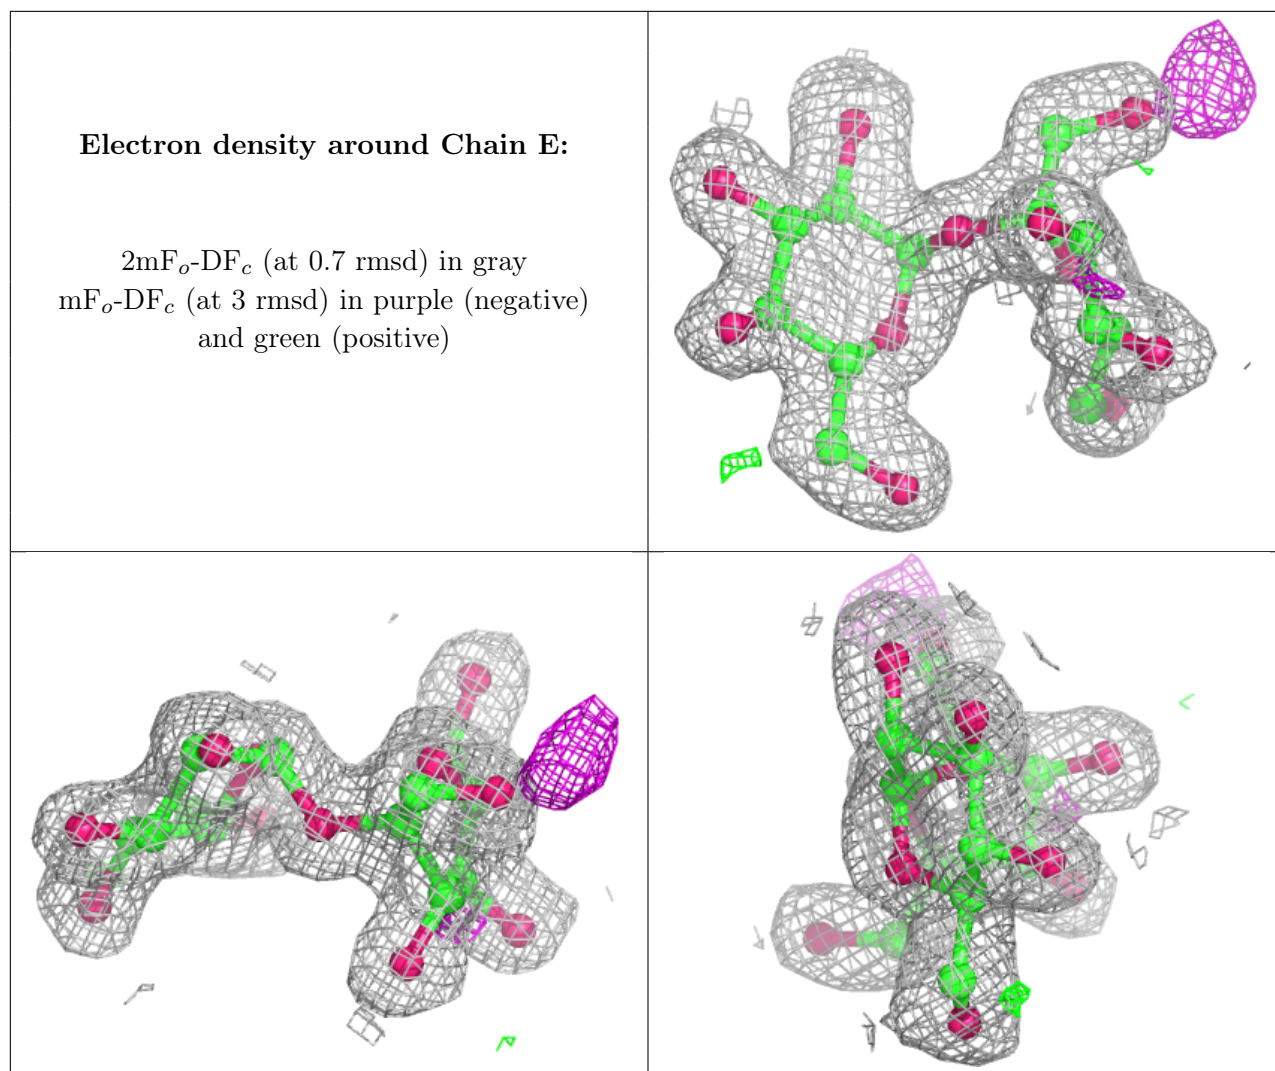 Electron density around Chain E:
2mFo-DFc (at 0.7 rmsd) in gray
mFo-DFc (at 3 rmsd) in purple (negative)
and green (positive)